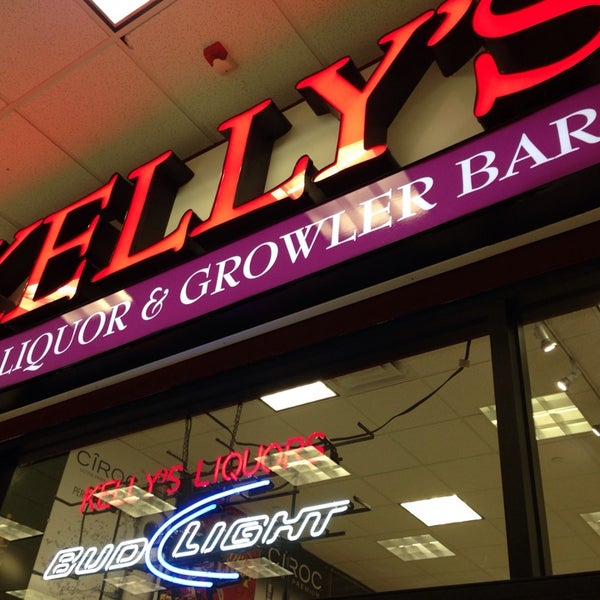 KELLY'S
LIQUOR & GROWLER BAR
CÎROC
KELLY'S LIQUORS
BUD LIGHT
CÎROC